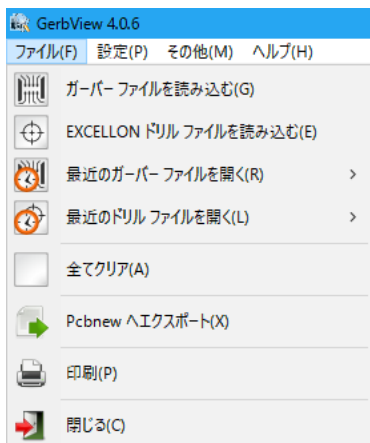 GerbView 4.0.6
ファイル(F) 設定(P) その他(M) ヘルプ(H)
ガーバー ファイルを読み込む(G)
EXCELLON ドリル ファイルを読み込む(E)
最近のガーバー ファイルを開く(R)
最近のドリル ファイルを開く(L)
全てクリア(A)
Pcbnew へエクスポート(X)
印刷(P)
閉じる(C)